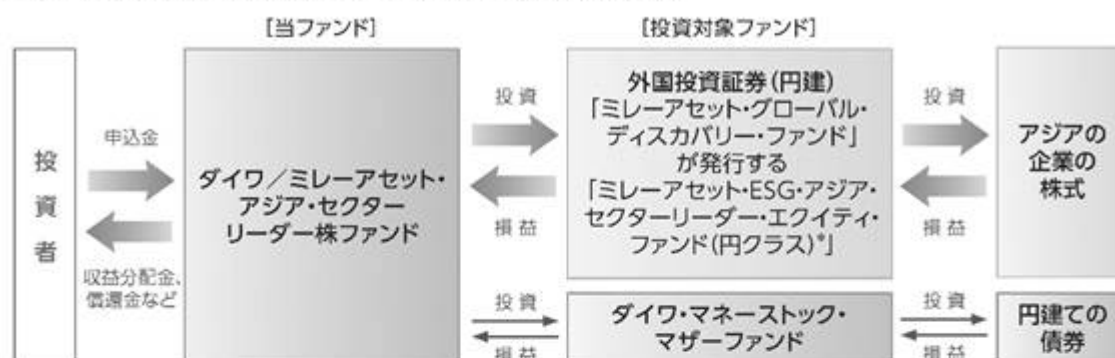 [当ファンド]
[投資対象ファンド]
投資者
申込金
収益分配金、
償還金など
ダイワ／ミレーアセット・
アジア・セクター
リーダー株ファンド
投資
損益
外国投資証券(円建)
「ミレーアセット・グローバル・
ディスカバリー・ファンド」
が発行する
「ミレーアセット・ESG・アジア・
セクターリーダー・エクイティ・
ファンド(円クラス)*」
投資
損益
アジアの
企業の
株式
投資
損益
ダイワ・マネーストック・
マザーファンド
投資
損益
円建ての
債券